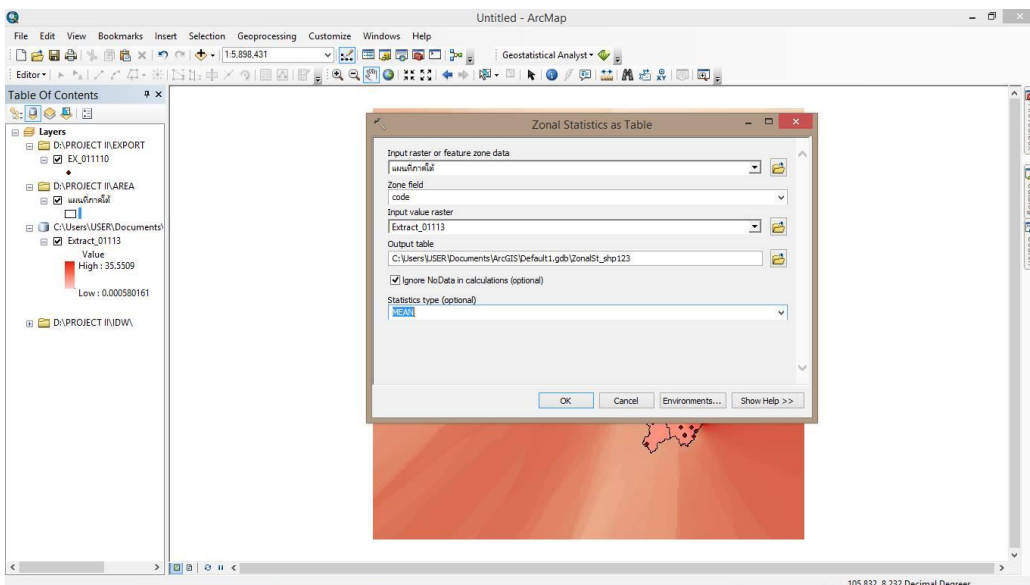 Untitled - ArcMap
File Edit View Bookmarks Insert Selection Geoprocessing Customize Windows Help
1:5,898,431
Geostatistical Analyst
Editor
Table Of Contents
Layers
D:\PROJECT II\EXPORT
EX_011110
D:\PROJECT II\AREA
แผนที่ภาคใต้
C:\Users\USER\Documents\
Extract_01113
Value
High : 35.5509
Low : 0.000580161
D:\PROJECT II\IDW\
Zonal Statistics as Table
Input raster or feature zone data
แผนที่ภาคใต้
Zone field
code
Input value raster
Extract_01113
Output table
C:\Users\USER\Documents\ArcGIS\Default1.gdb\ZonalSt_shp123
Ignore NoData in calculations (optional)
Statistics type (optional)
MEAN
OK Cancel Environments... Show Help >>
105.832 8.232 Decimal Degrees